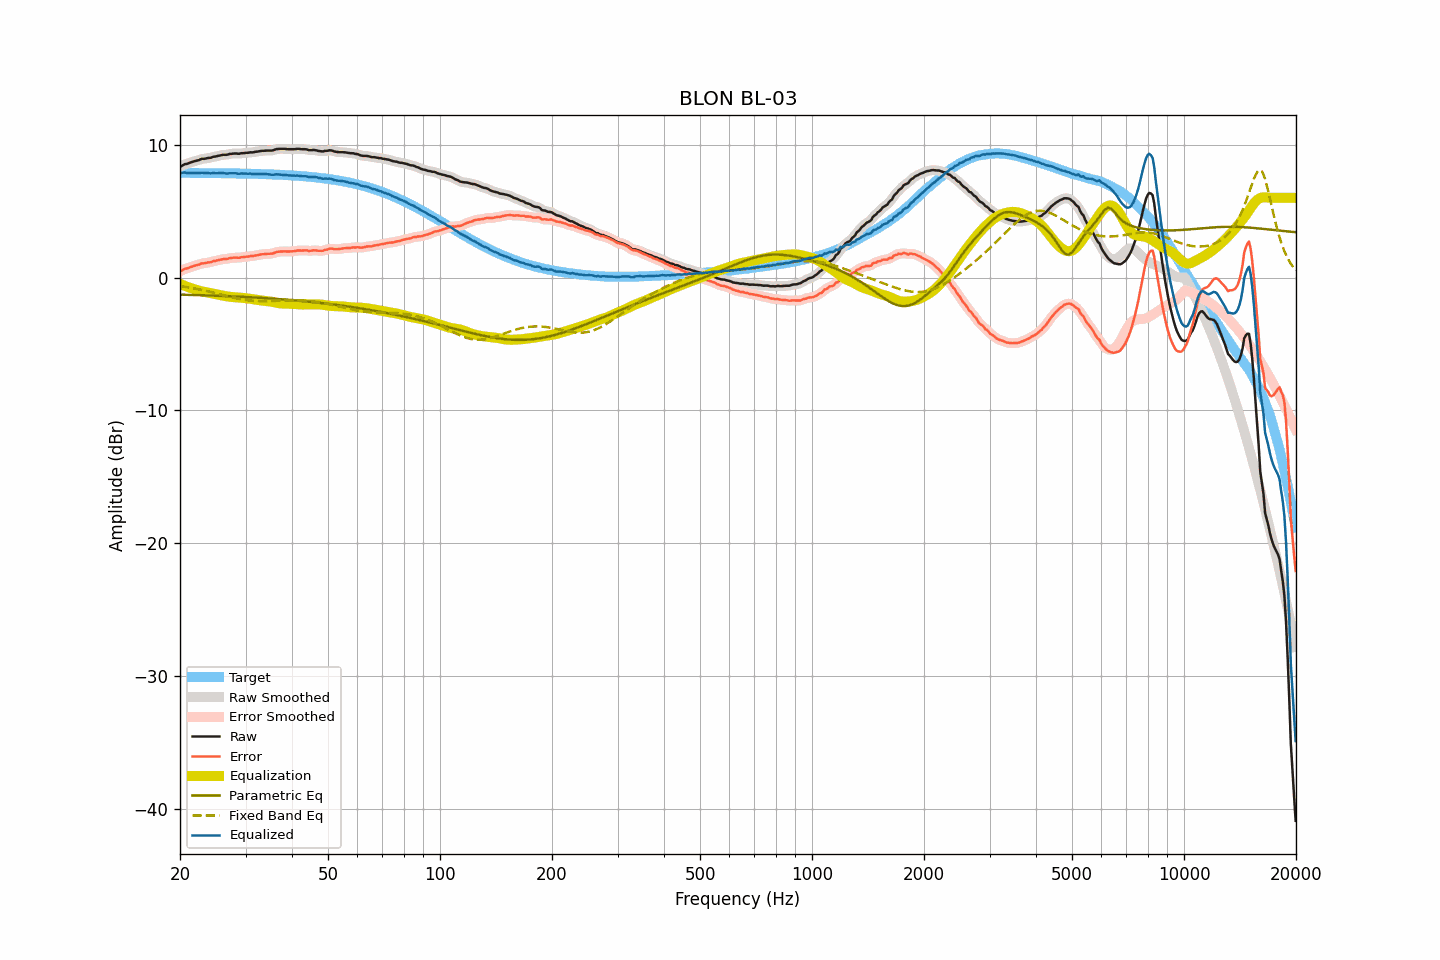 BLON BL-03
10
0
−10
−20
−30
−40
Amplitude (dBr)
Target
Raw Smoothed
Error Smoothed
Raw
Error
Equalization
Parametric Eq
Fixed Band Eq
Equalized
20 50 100 200 500 1000 2000 5000 10000 20000
Frequency (Hz)